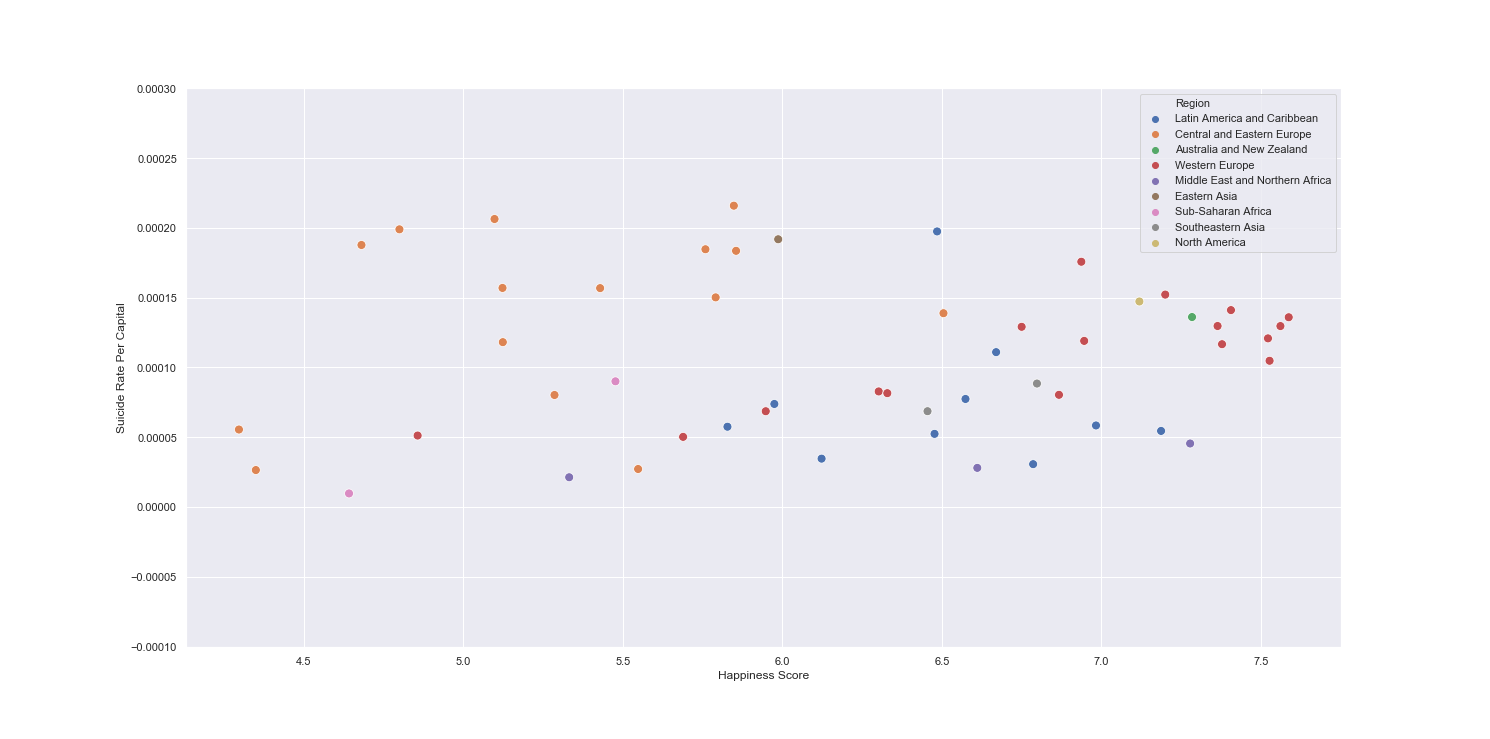 0.00030
0.00025
0.00020
0.00015
0.00010
0.00005
0.00000
−0.00005
−0.00010
Suicide Rate Per Capital
4.5 5.0 5.5 6.0 6.5 7.0 7.5
Happiness Score
Region
Latin America and Caribbean
Central and Eastern Europe
Australia and New Zealand
Western Europe
Middle East and Northern Africa
Eastern Asia
Sub-Saharan Africa
Southeastern Asia
North America